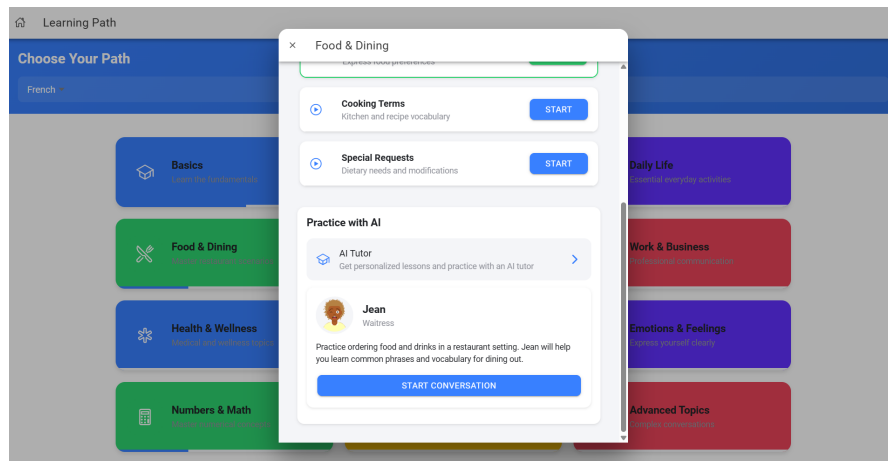 Learning Path
Choose Your Path
French
Basics
Learn the fundamentals
Food & Dining
Health & Wellness
Medical and wellness topics
Numbers & Math
Daily Life
Essential everyday activities
Work & Business
Professional communication
Emotions & Feelings
Express yourself clearly
Advanced Topics
Complex conversations
× Food & Dining
Express food preferences
Cooking Terms
Kitchen and recipe vocabulary
START
Special Requests
Dietary needs and modifications
START
Practice with AI
AI Tutor
Get personalized lessons and practice with an AI tutor
Jean
Waitress
Practice ordering food and drinks in a restaurant setting. Jean will help
you learn common phrases and vocabulary for dining out.
START CONVERSATION